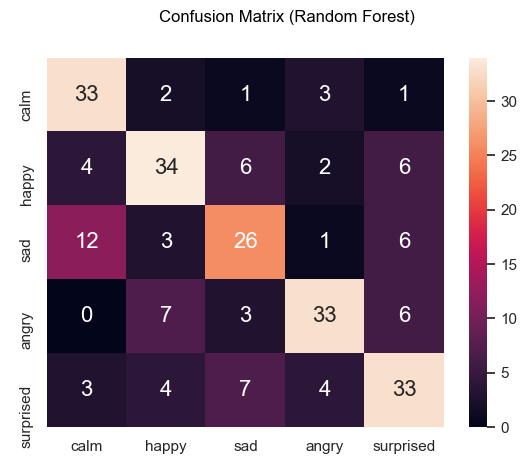 Confusion Matrix (Random Forest)
calm 33 2 1 3 1
happy 4 34 6 2 6
sad 12 3 26 1 6
angry 0 7 3 33 6
surprised 3 4 7 4 33
calm happy sad angry surprised
30
25
20
15
10
5
0